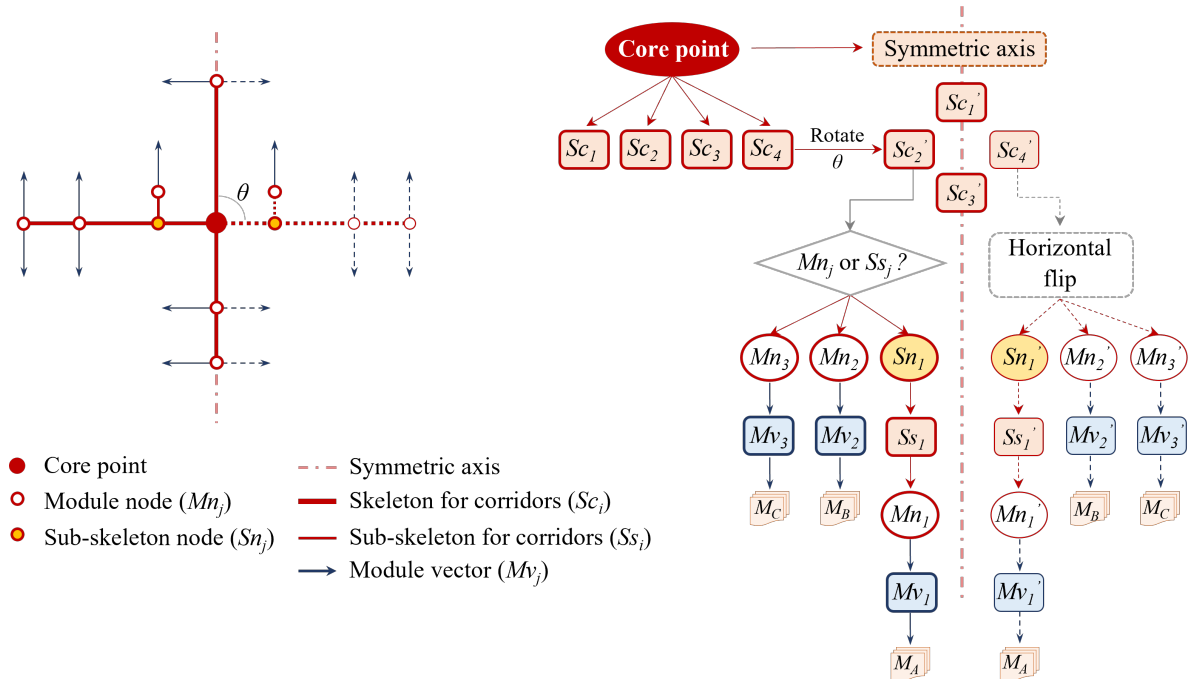 θ
Core point
Module node (Mnj)
Sub-skeleton node (Snj)
Symmetric axis
Skeleton for corridors (Sci)
Sub-skeleton for corridors (Ssi)
Module vector (Mvj)
Core point
Symmetric axis
Sc1’
Sc1
Sc2
Sc3
Sc4
Rotate
θ
Sc2’
Sc4’
Sc3’
Mnj or Ssj ?
Horizontal
flip
Mn3
Mn2
Sn1
Sn1’
Mn2’
Mn3’
Mv3
Mv2
Ss1
Ss1’
Mv2’
Mv3’
MC
MB
Mn1
Mn1’
MB
MC
Mv1
Mv1’
MA
MA